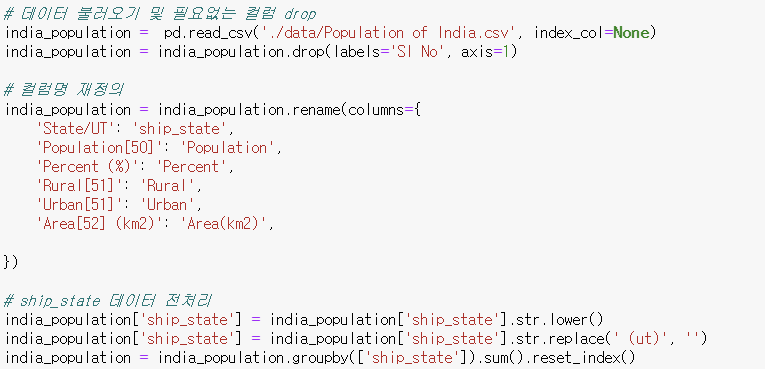 # 데이터 불러오기 및 필요없는 컬럼 drop
india_population =  pd.read_csv('./data/Population of India.csv', index_col=None)
india_population = india_population.drop(labels='Sl No', axis=1)
# 컬럼명 재정의
india_population = india_population.rename(columns={
    'State/UT': 'ship_state',
    'Population[50]': 'Population',
    'Percent (%)': 'Percent',
    'Rural[51]': 'Rural',
    'Urban[51]': 'Urban',
    'Area[52] (km2)': 'Area(km2)',
})
# ship_state 데이터 전처리
india_population['ship_state'] = india_population['ship_state'].str.lower()
india_population['ship_state'] = india_population['ship_state'].str.replace(' (ut)', '')
india_population = india_population.groupby(['ship_state']).sum().reset_index()